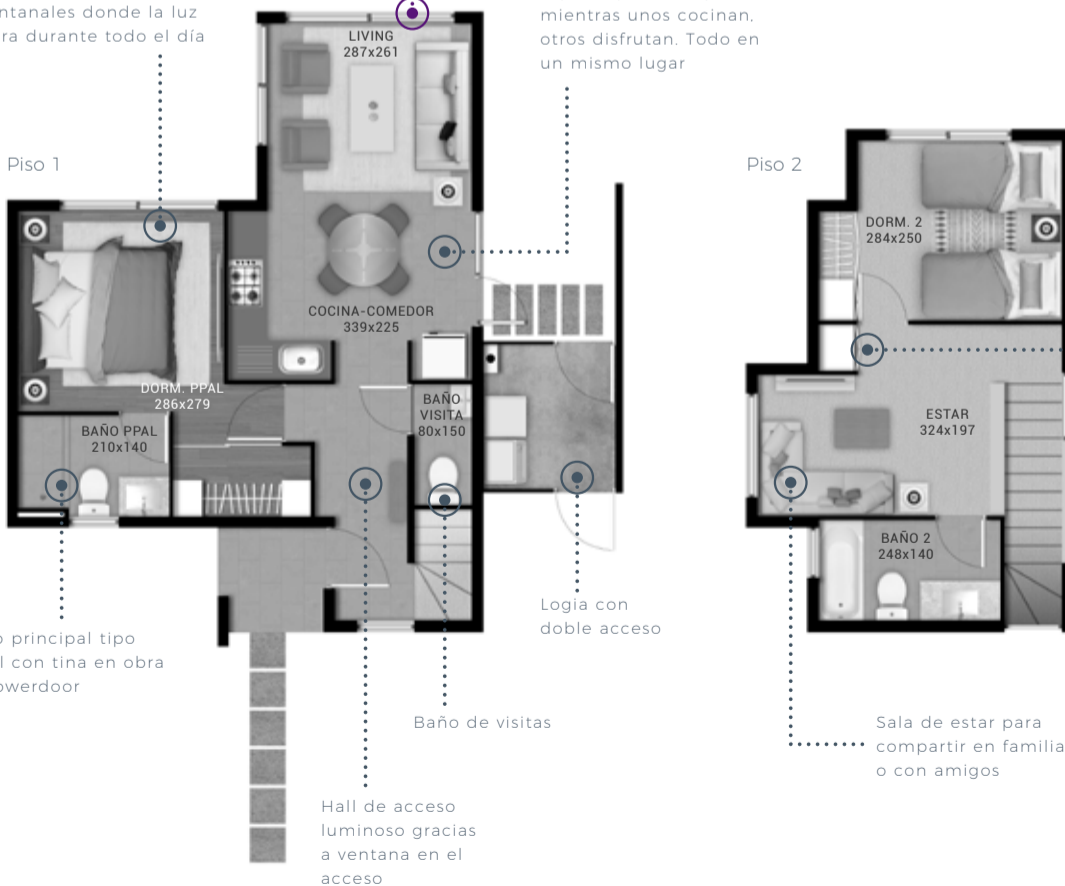 donde la luz
durante todo el día
mientras unos cocinan,
otros disfrutan. Todo en
un mismo lugar
Piso 1
LIVING
287x261
COCINA-COMEDOR
339x225
DORM. PPAL
286x279
BAÑO PPAL
210x140
BAÑO
VISITA
80x150
principal tipo
con tina en obra
Logia con
doble acceso
Baño de visitas
Hall de acceso
luminoso gracias
a ventana en el
acceso
Piso 2
DORM. 2
284x250
ESTAR
324x197
BAÑO 2
248x140
Sala de estar para
compartir en familia
o con amigos